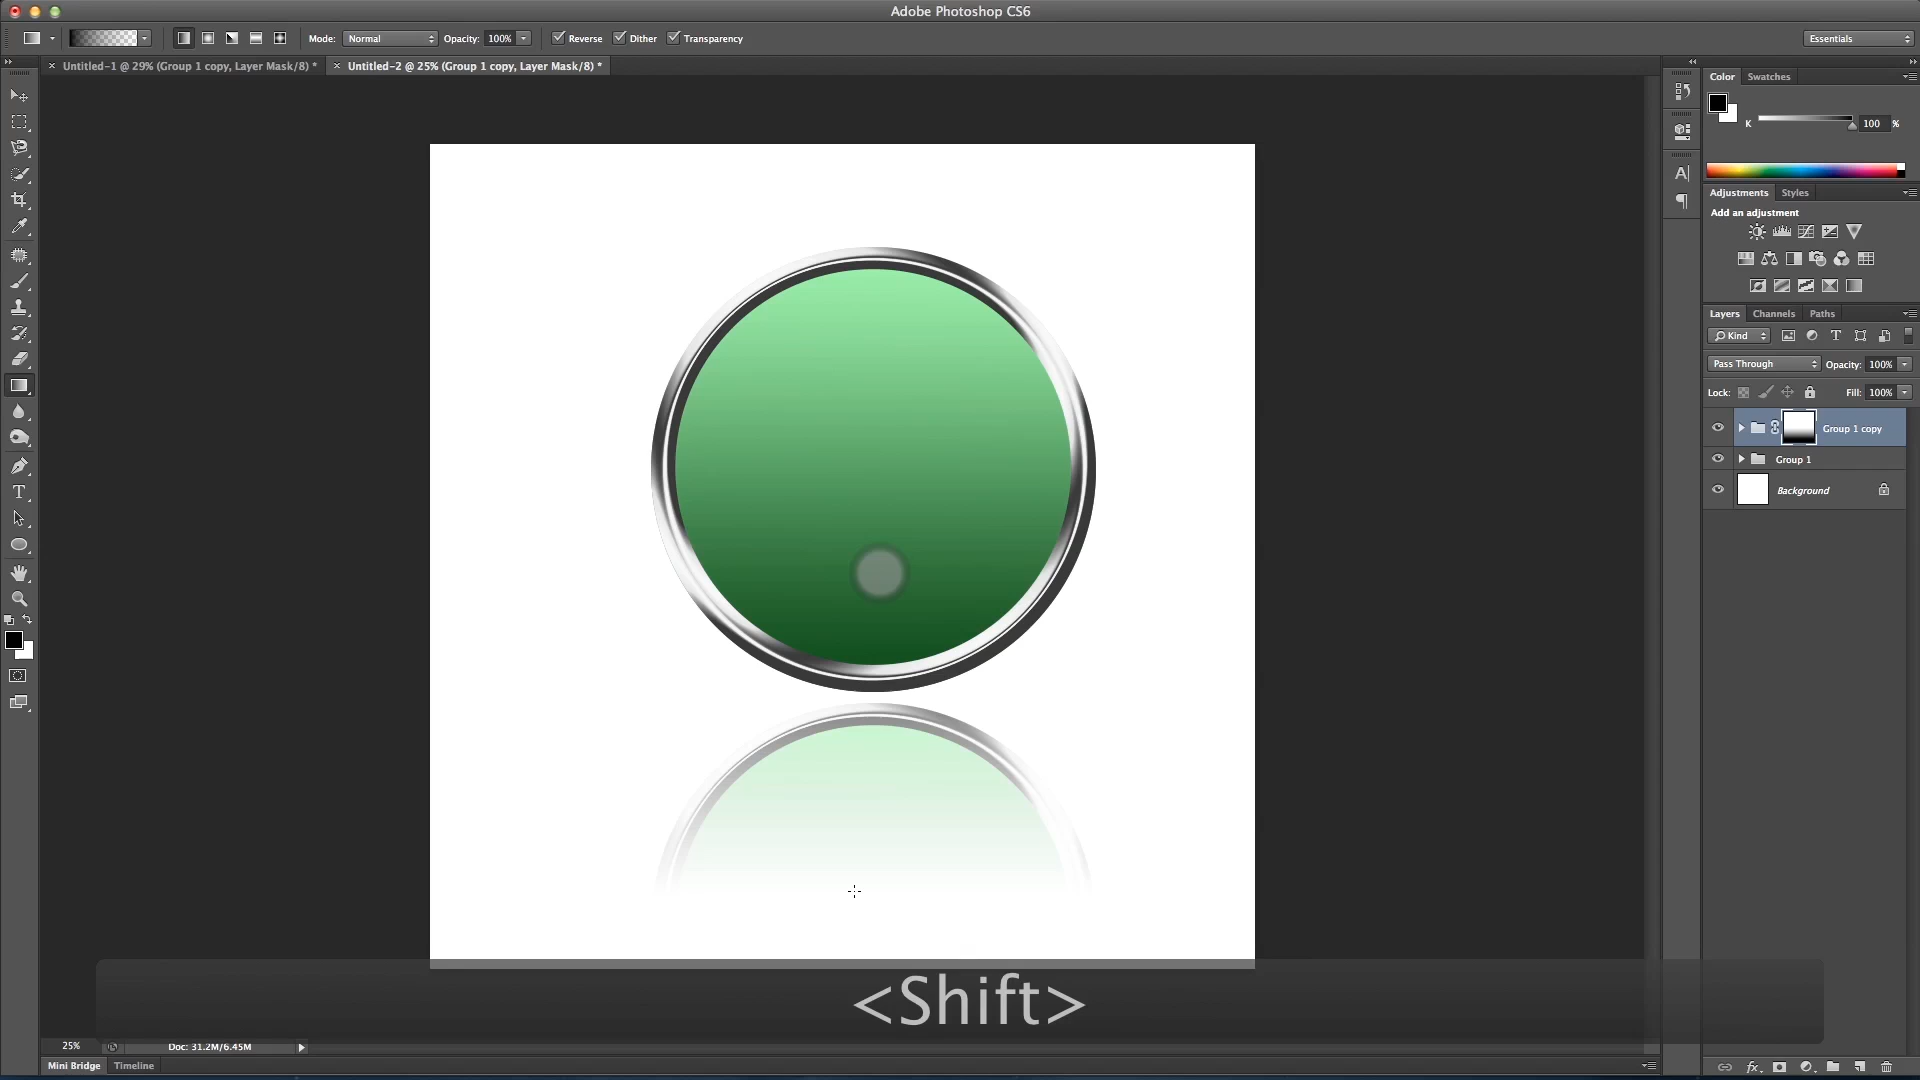 Adobe Photoshop CS6
Mode: Normal Opacity: 100% Reverse Dither Transparency Essentials
Untitled-1 @ 29% (Group 1 copy, Layer Mask/8) * Untitled-2 @ 25% (Group 1 copy, Layer Mask/8) *
Color Swatches
K 100 %
Adjustments Styles
Add an adjustment
Layers Channels Paths
Kind
Pass Through Opacity: 100%
Lock: Fill: 100%
Group 1 copy
Group 1
Background
<Shift>
25% Doc: 31.2M/6.45M
Mini Bridge Timeline